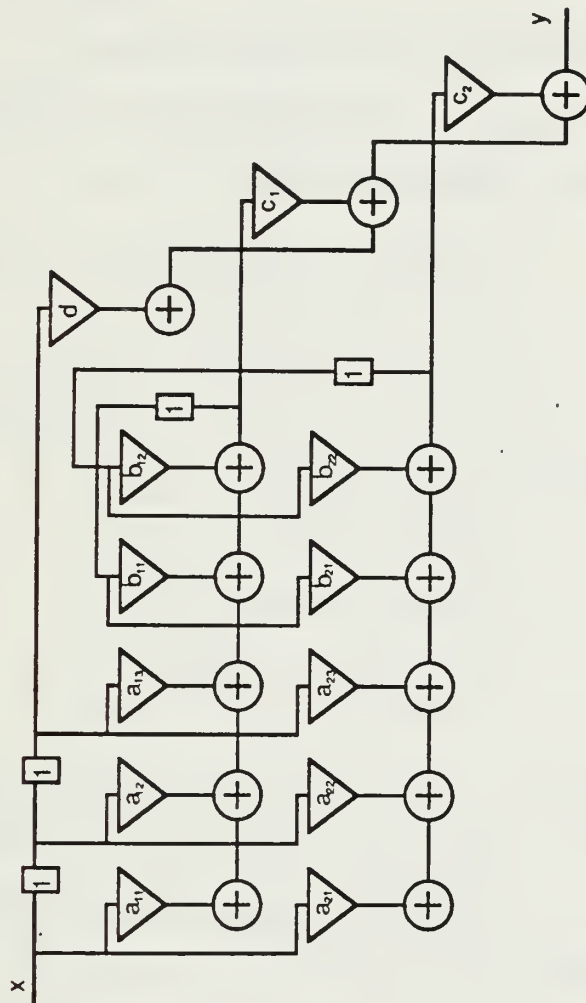 x 1 1
d
a₁₁ a₁₂ a₁₃ b₁₁ b₁₂
1
c₁
a₂₁ a₂₂ a₂₃ b₂₁ b₂₂
1
c₂
y